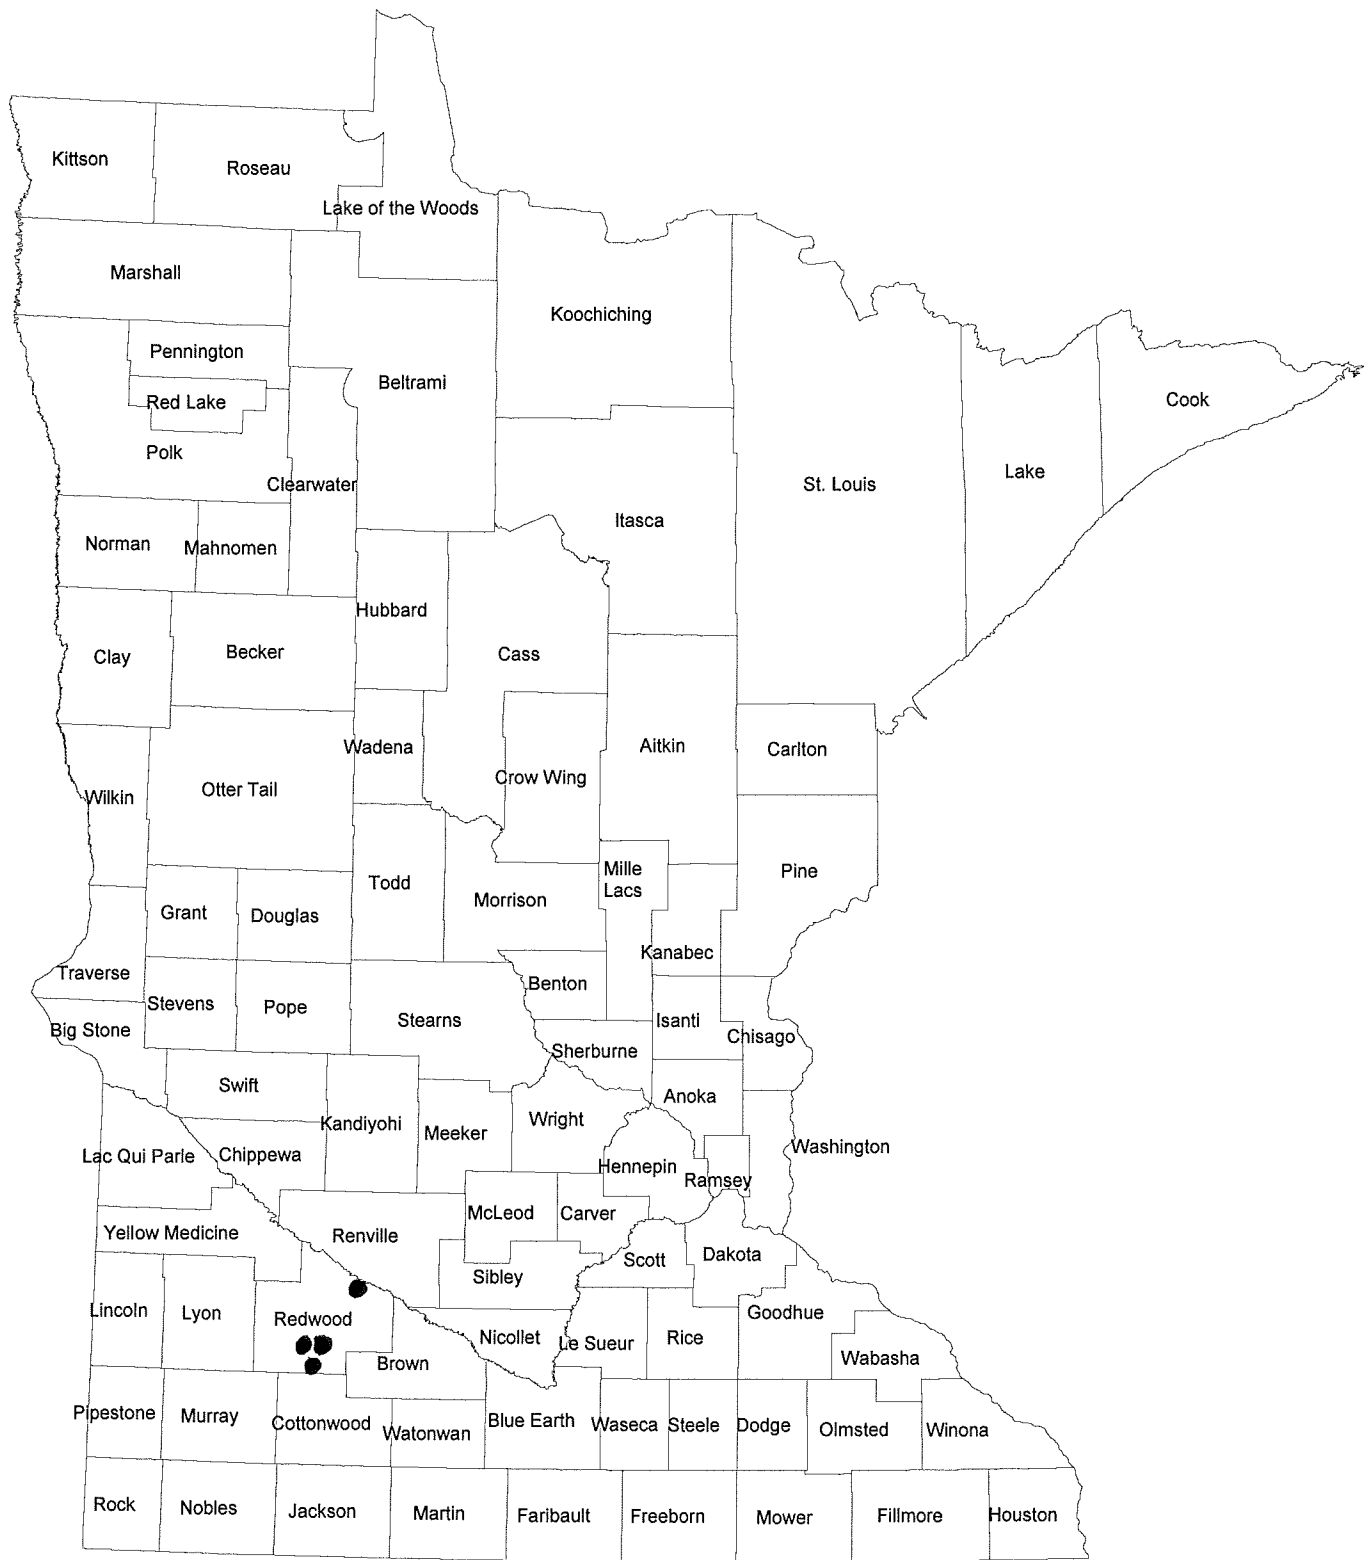 Kittson
Roseau
Lake of the Woods
Marshall
Koochiching
Pennington
Beltrami
Red Lake
Cook
Polk
Lake
Clearwater
St. Louis
Itasca
Norman
Mahnomen
Hubbard
Becker
Cass
Clay
Aitkin
Wadena
Carlton
Crow Wing
Otter Tail
Wilkin
Mille
Lacs
Pine
Todd
Morrison
Grant
Douglas
Kanabec
Traverse
Benton
Stevens
Pope
Stearns
Isanti
Big Stone
Chisago
Sherburne
Swift
Anoka
Kandiyohi
Wright
Meeker
Washington
Lac Qui Parle
Chippewa
Hennepin
Ramsey
McLeod
Carver
Yellow Medicine
Renville
Dakota
Scott
Sibley
Lincoln
Lyon
Redwood
Goodhue
Nicollet
Le Sueur
Rice
Brown
Wabasha
Pipestone
Murray
Cottonwood
Watonwan
Blue Earth
Waseca
Steele
Dodge
Olmsted
Winona
Rock
Nobles
Jackson
Martin
Faribault
Freeborn
Mower
Fillmore
Houston